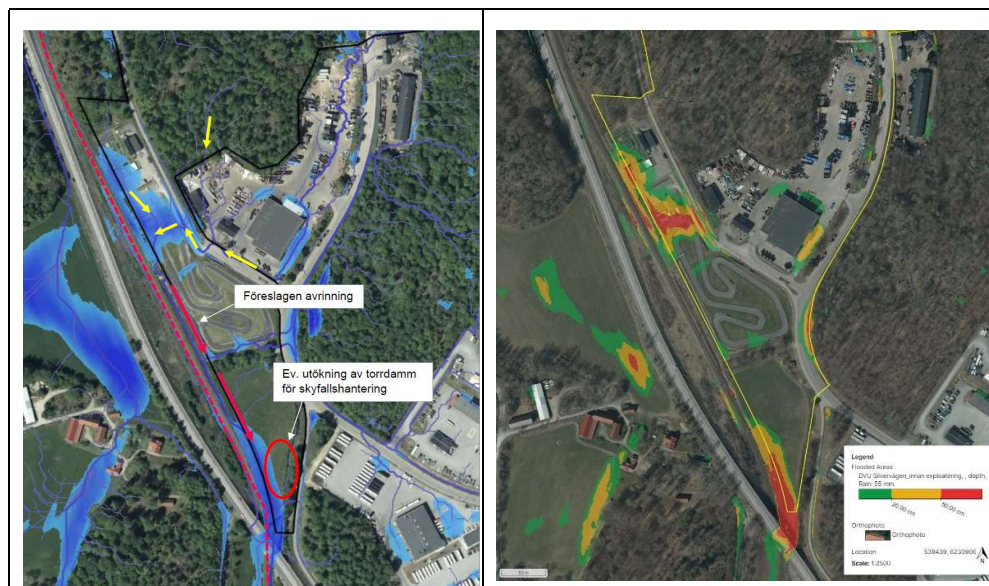 Föreslagen avrinning
Ev. utökning av torrdamm
för skyfallshantering
Legend
Flooded Areas
DVU Silvervägen_innan exploatering, , depth,
Rain: 55 mm,
20,00 cm
50,00 cm
Orthophoto
Orthophoto
Location 539439, 6230906
Scale: 1:2500
N
50 m